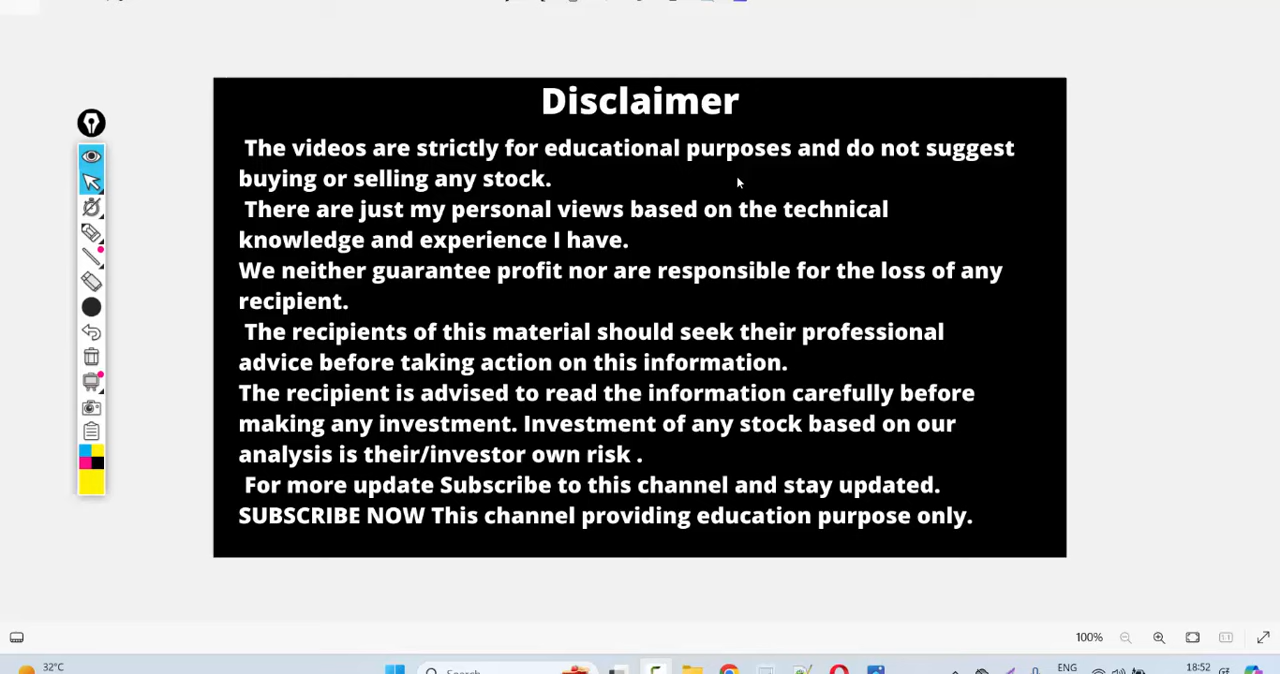 Disclaimer
The videos are strictly for educational purposes and do not suggest
buying or selling any stock.
There are just my personal views based on the technical
knowledge and experience I have.
We neither guarantee profit nor are responsible for the loss of any
recipient.
The recipients of this material should seek their professional
advice before taking action on this information.
The recipient is advised to read the information carefully before
making any investment. Investment of any stock based on our
analysis is their/investor own risk .
For more update Subscribe to this channel and stay updated.
SUBSCRIBE NOW This channel providing education purpose only.
100%
32°C
Search
ENG
18:52